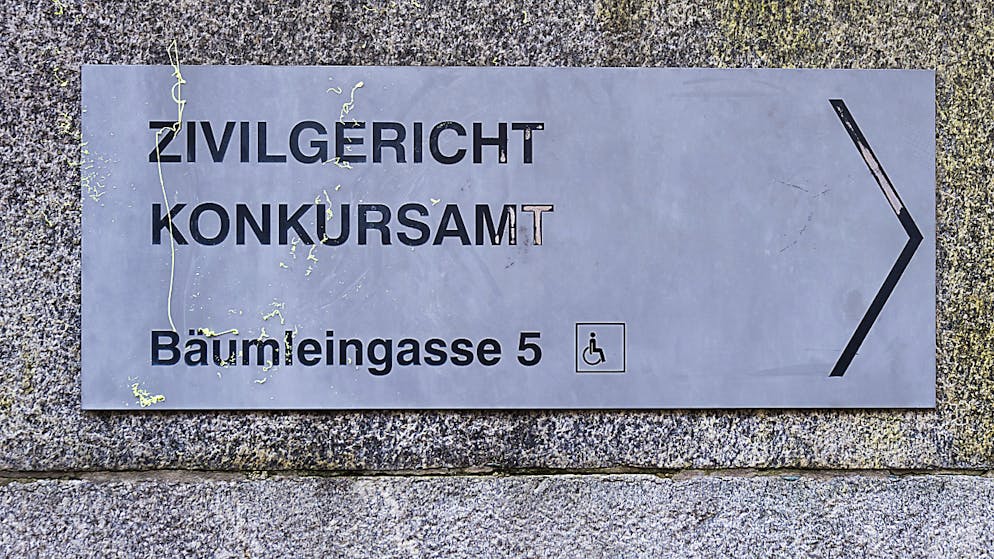 ZIVILGERICHT
KONKURSAMT
Bäumleingasse 5